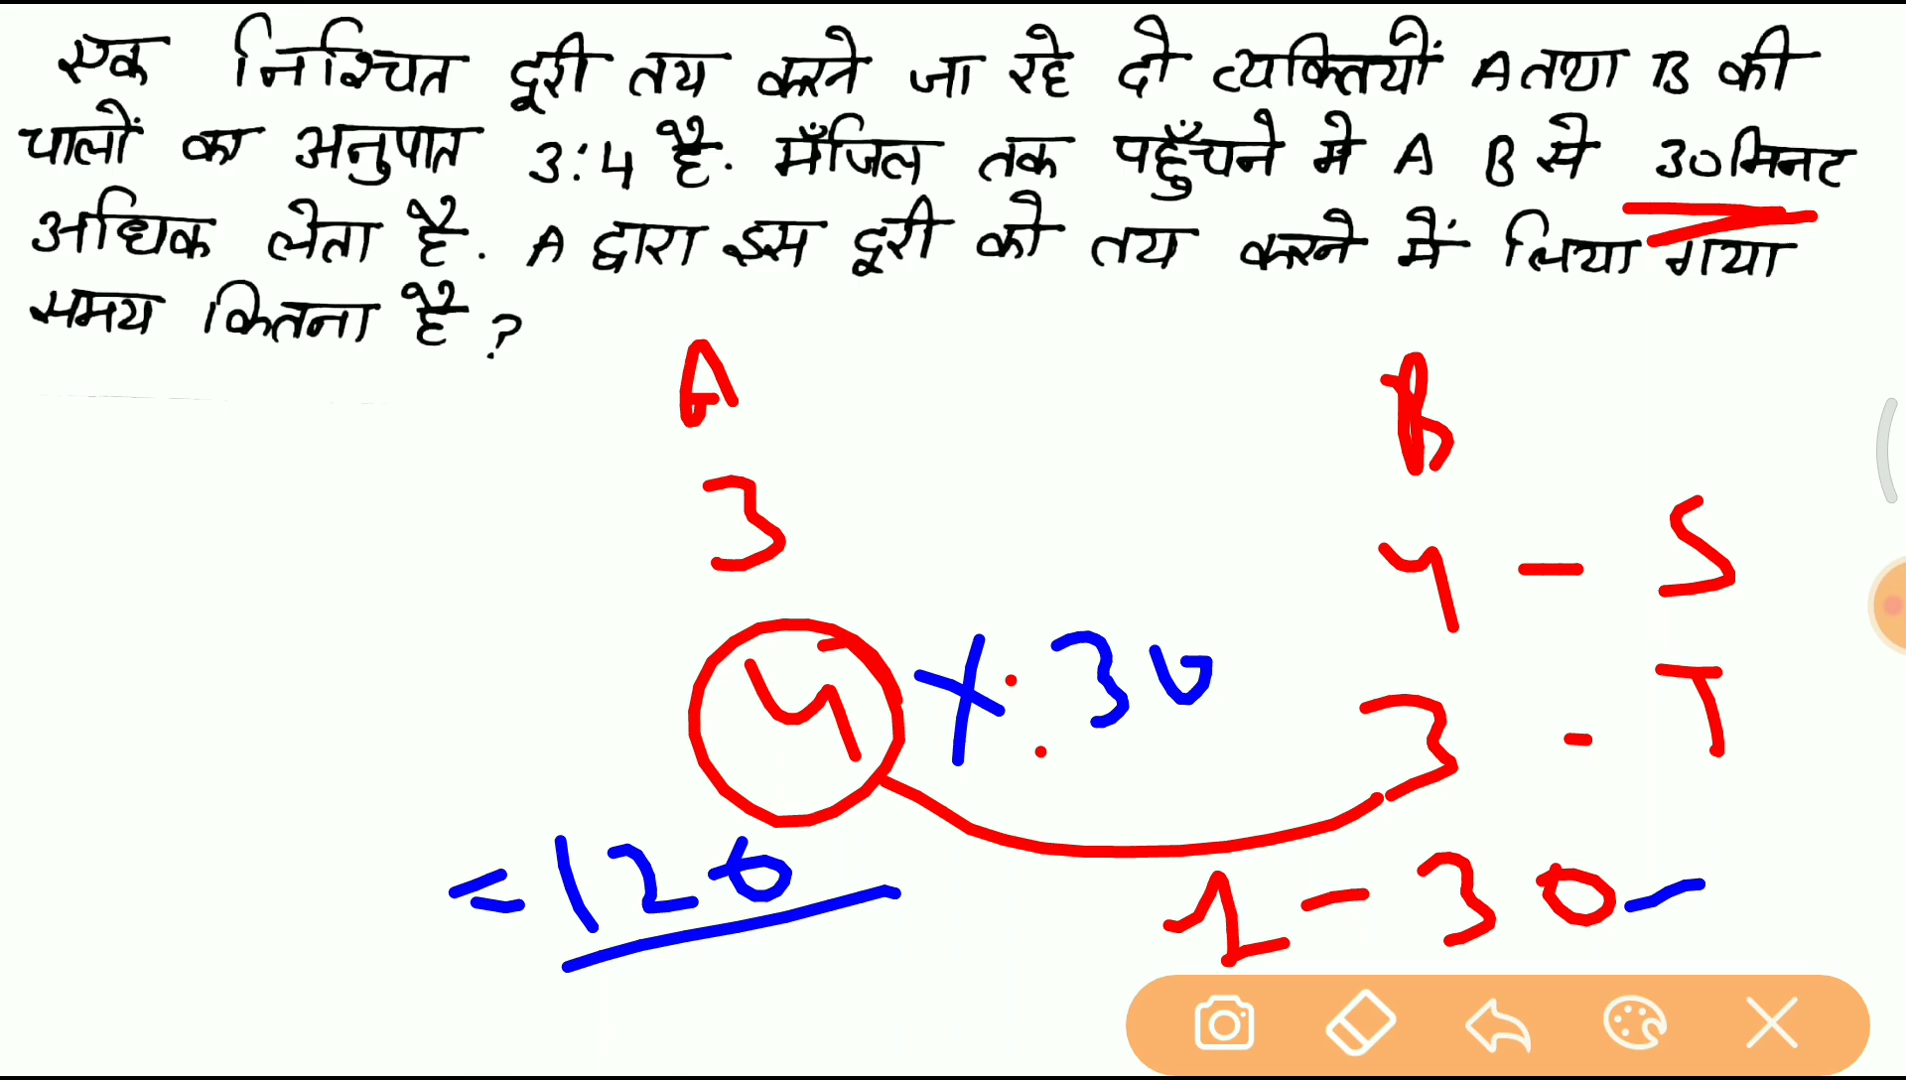 एक निश्चित दूरी तय करने जा रहे दो व्यक्तियों A तथा B की
चालों का अनुपात 3:4 है. मँजिल तक पहुँचने मे A B से 30 मिनट
अधिक लेता है. A द्वारा इस दूरी को तय करने में लिया गया
समय कितना है?
A B
3 4 - S
4 × 30 : 3 - T
= 120 1 - 30 -